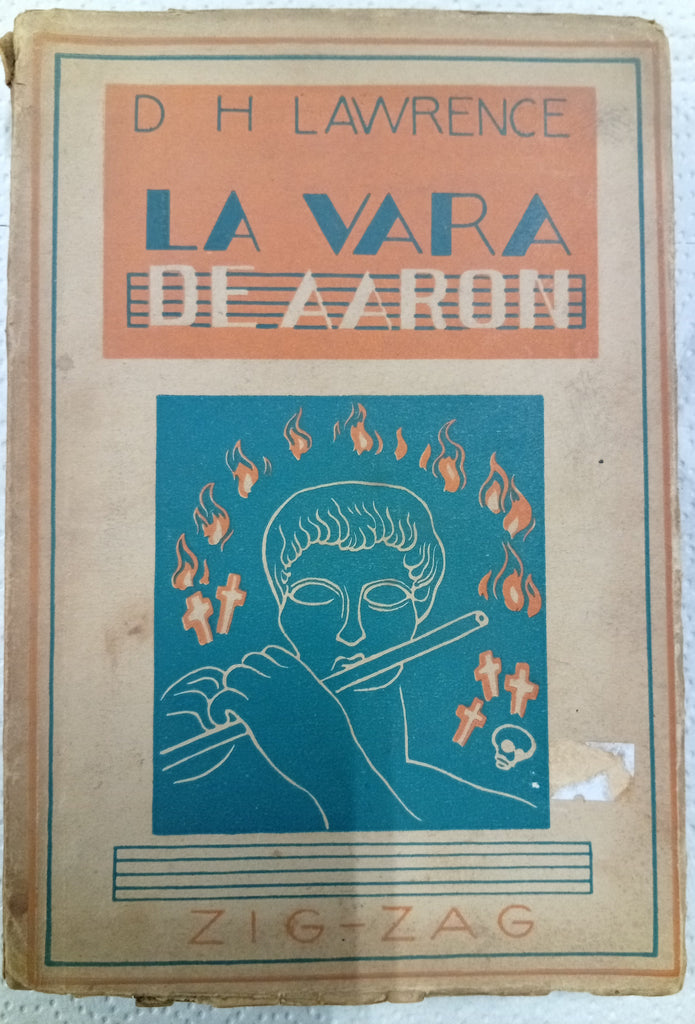 D H LAWRENCE
LA VARA
DE AARON
ZIG-ZAG